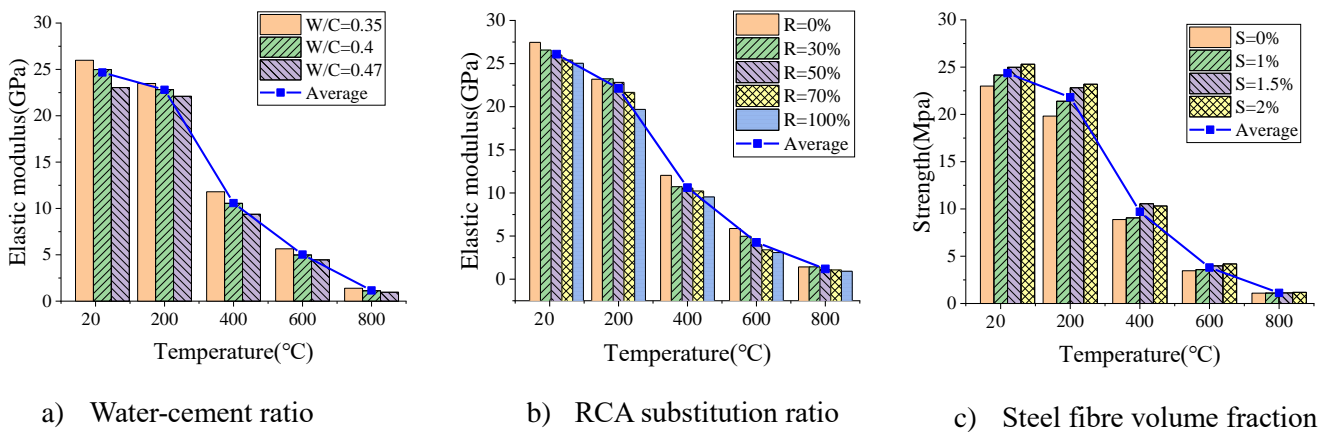 Elastic modulus(GPa)
30
25
20
15
10
5
0
W/C=0.35
W/C=0.4
W/C=0.47
Average
20
200
400
600
800
Temperature(℃)
a) Water-cement ratio
Elastic modulus(GPa)
30
25
20
15
10
5
0
R=0%
R=30%
R=50%
R=70%
R=100%
Average
20
200
400
600
800
Temperature(℃)
b) RCA substitution ratio
Strength(Mpa)
30
25
20
15
10
5
0
S=0%
S=1%
S=1.5%
S=2%
Average
20
200
400
600
800
Temperature(℃)
c) Steel fibre volume fraction